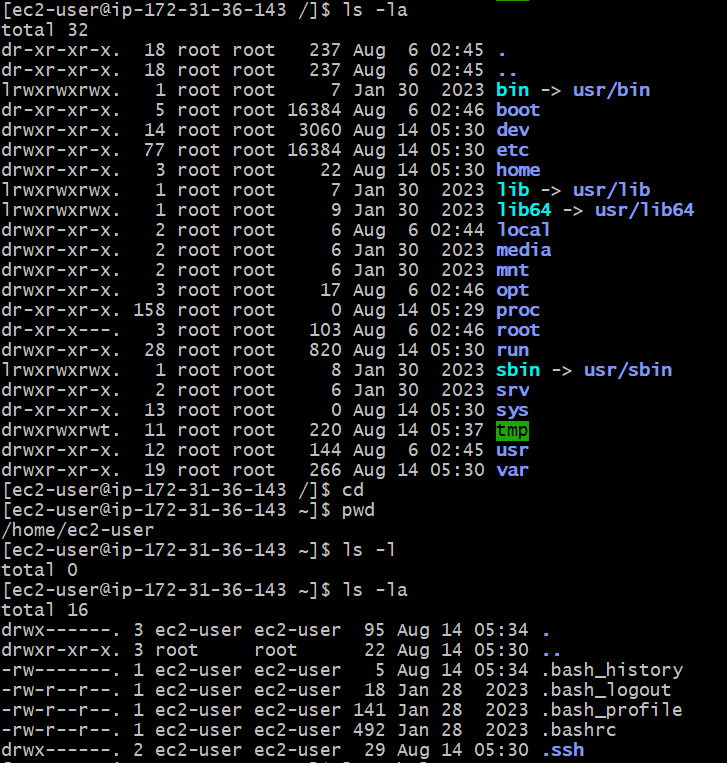 [ec2-user@ip-172-31-36-143 /]$ ls -la
total 32
dr-xr-xr-x.  18 root root   237 Aug  6 02:45 .
dr-xr-xr-x.  18 root root   237 Aug  6 02:45 ..
lrwxrwxrwx.   1 root root     7 Jan 30  2023 bin -> usr/bin
dr-xr-xr-x.   5 root root 16384 Aug  6 02:46 boot
drwxr-xr-x.  14 root root  3060 Aug 14 05:30 dev
drwxr-xr-x.  77 root root 16384 Aug 14 05:30 etc
drwxr-xr-x.   3 root root    22 Aug 14 05:30 home
lrwxrwxrwx.   1 root root     7 Jan 30  2023 lib -> usr/lib
lrwxrwxrwx.   1 root root     9 Jan 30  2023 lib64 -> usr/lib64
drwxr-xr-x.   2 root root     6 Aug  6 02:44 local
drwxr-xr-x.   2 root root     6 Jan 30  2023 media
drwxr-xr-x.   2 root root     6 Jan 30  2023 mnt
drwxr-xr-x.   3 root root    17 Aug  6 02:46 opt
dr-xr-xr-x. 158 root root     0 Aug 14 05:29 proc
dr-xr-x---.   3 root root   103 Aug  6 02:46 root
drwxr-xr-x.  28 root root   820 Aug 14 05:30 run
lrwxrwxrwx.   1 root root     8 Jan 30  2023 sbin -> usr/sbin
drwxr-xr-x.   2 root root     6 Jan 30  2023 srv
dr-xr-xr-x.  13 root root     0 Aug 14 05:30 sys
drwxrwxrwt.  11 root root   220 Aug 14 05:37 tmp
drwxr-xr-x.  12 root root   144 Aug  6 02:45 usr
drwxr-xr-x.  19 root root   266 Aug 14 05:30 var
[ec2-user@ip-172-31-36-143 /]$ cd
[ec2-user@ip-172-31-36-143 ~]$ pwd
/home/ec2-user
[ec2-user@ip-172-31-36-143 ~]$ ls -l
total 0
[ec2-user@ip-172-31-36-143 ~]$ ls -la
total 16
drwx------. 3 ec2-user ec2-user  95 Aug 14 05:34 .
drwxr-xr-x. 3 root     root      22 Aug 14 05:30 ..
-rw-------. 1 ec2-user ec2-user   5 Aug 14 05:34 .bash_history
-rw-r--r--. 1 ec2-user ec2-user  18 Jan 28  2023 .bash_logout
-rw-r--r--. 1 ec2-user ec2-user 141 Jan 28  2023 .bash_profile
-rw-r--r--. 1 ec2-user ec2-user 492 Jan 28  2023 .bashrc
drwx------. 2 ec2-user ec2-user  29 Aug 14 05:30 .ssh